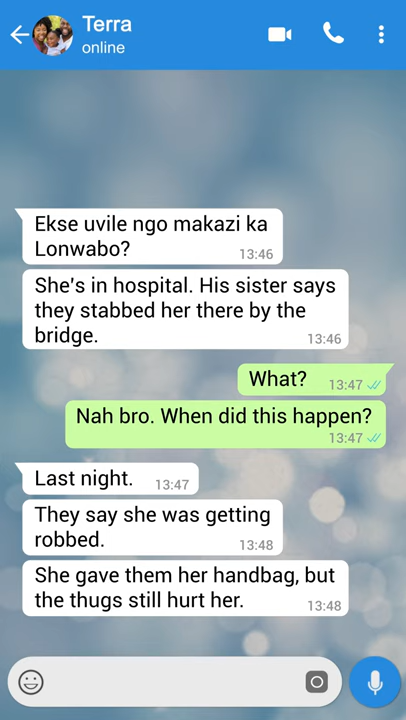 Terra
online
Ekse uvile ngo makazi ka
Lonwabo?
13:46
She's in hospital. His sister says
they stabbed her there by the
bridge.
13:46
What?
13:47
Nah bro. When did this happen?
13:47
Last night.
13:47
They say she was getting
robbed.
13:48
She gave them her handbag, but
the thugs still hurt her.
13:48